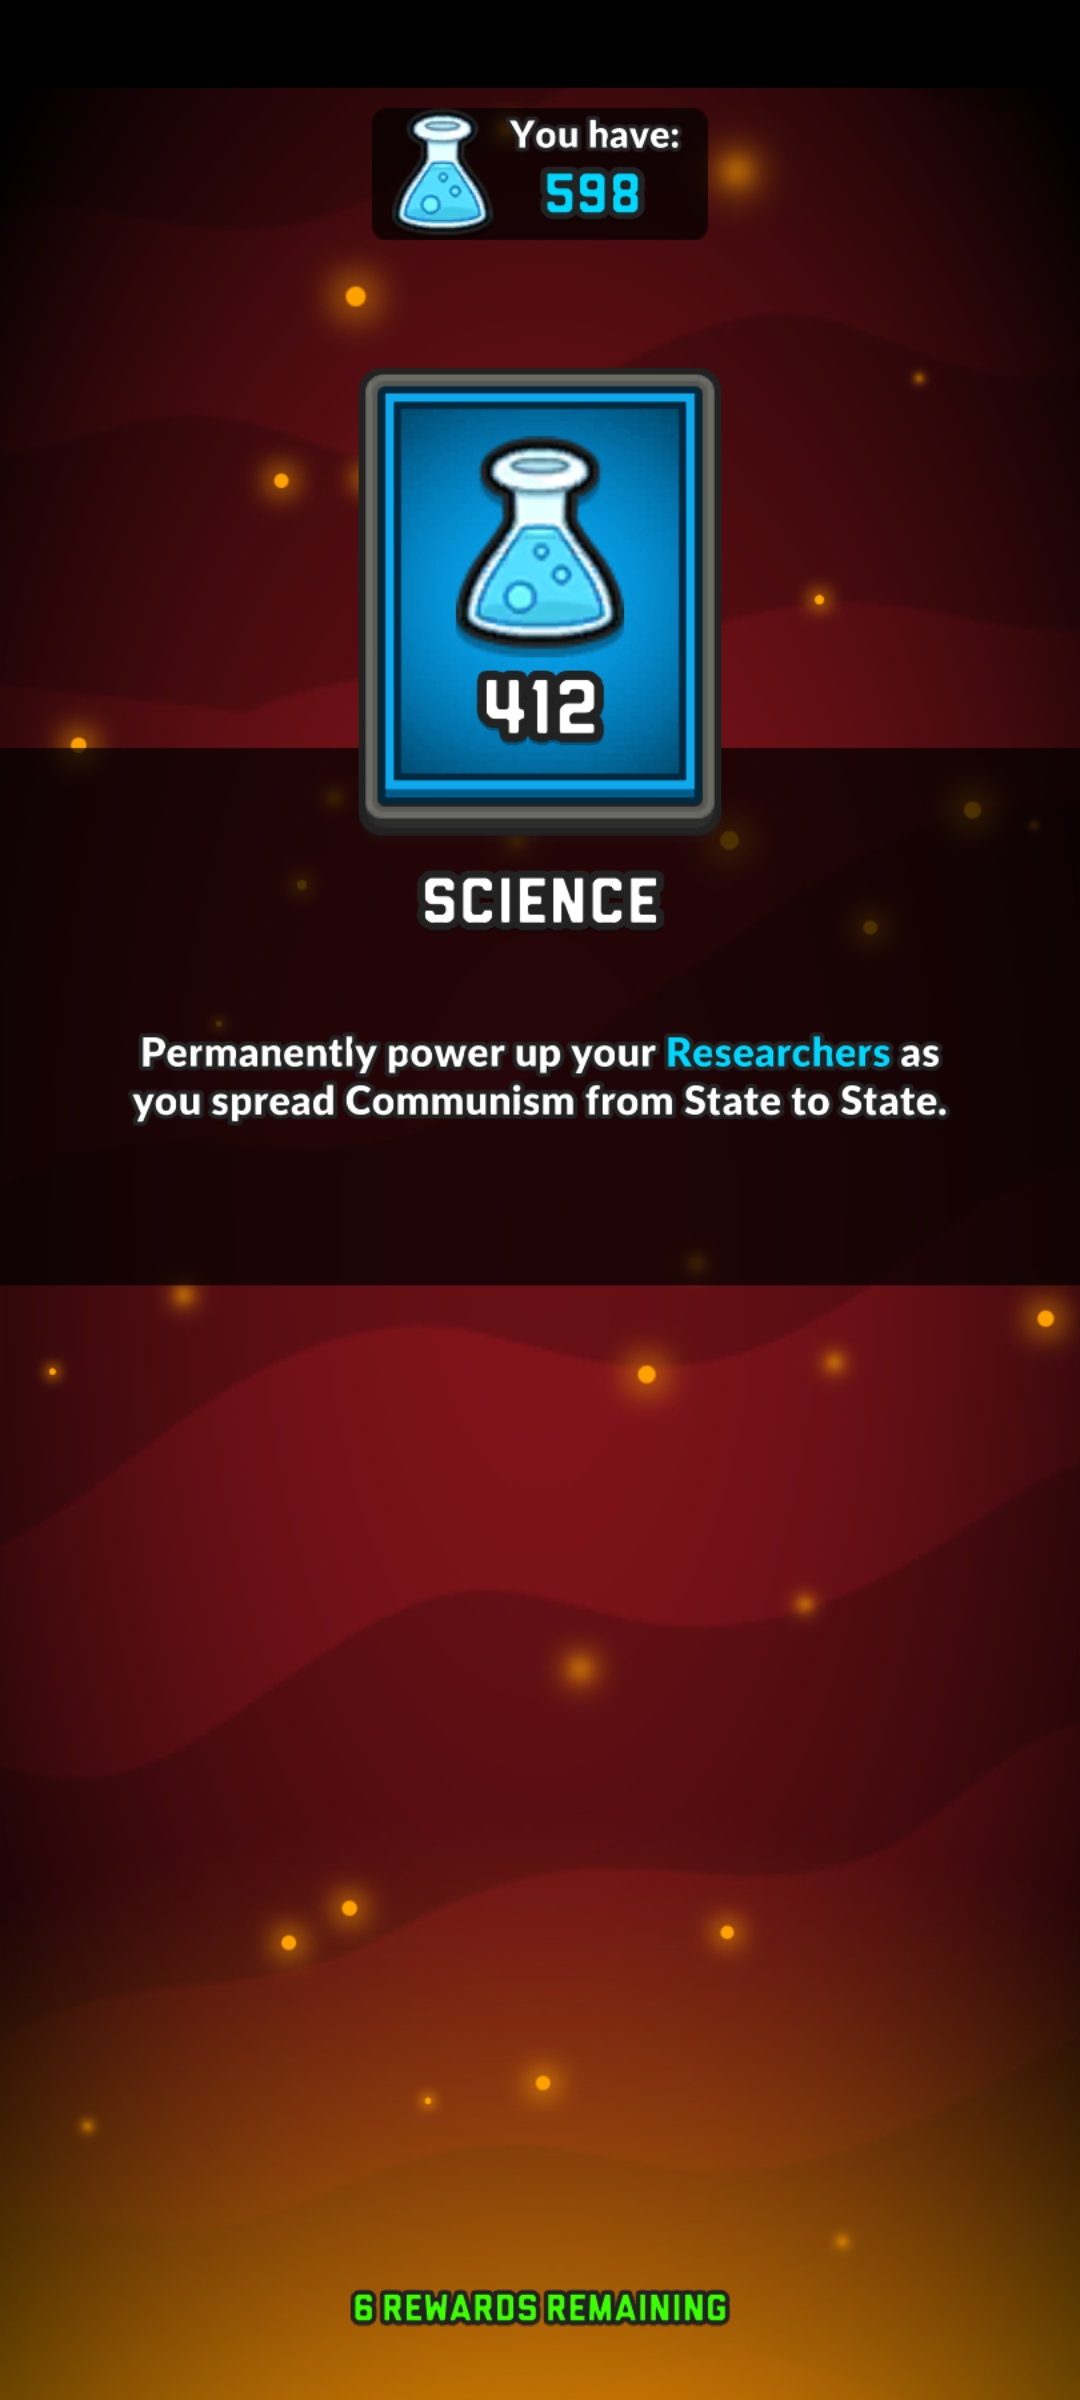 You have:
598
412
SCIENCE
Permanently power up your Researchers as
you spread Communism from State to State.
6 REWARDS REMAINING